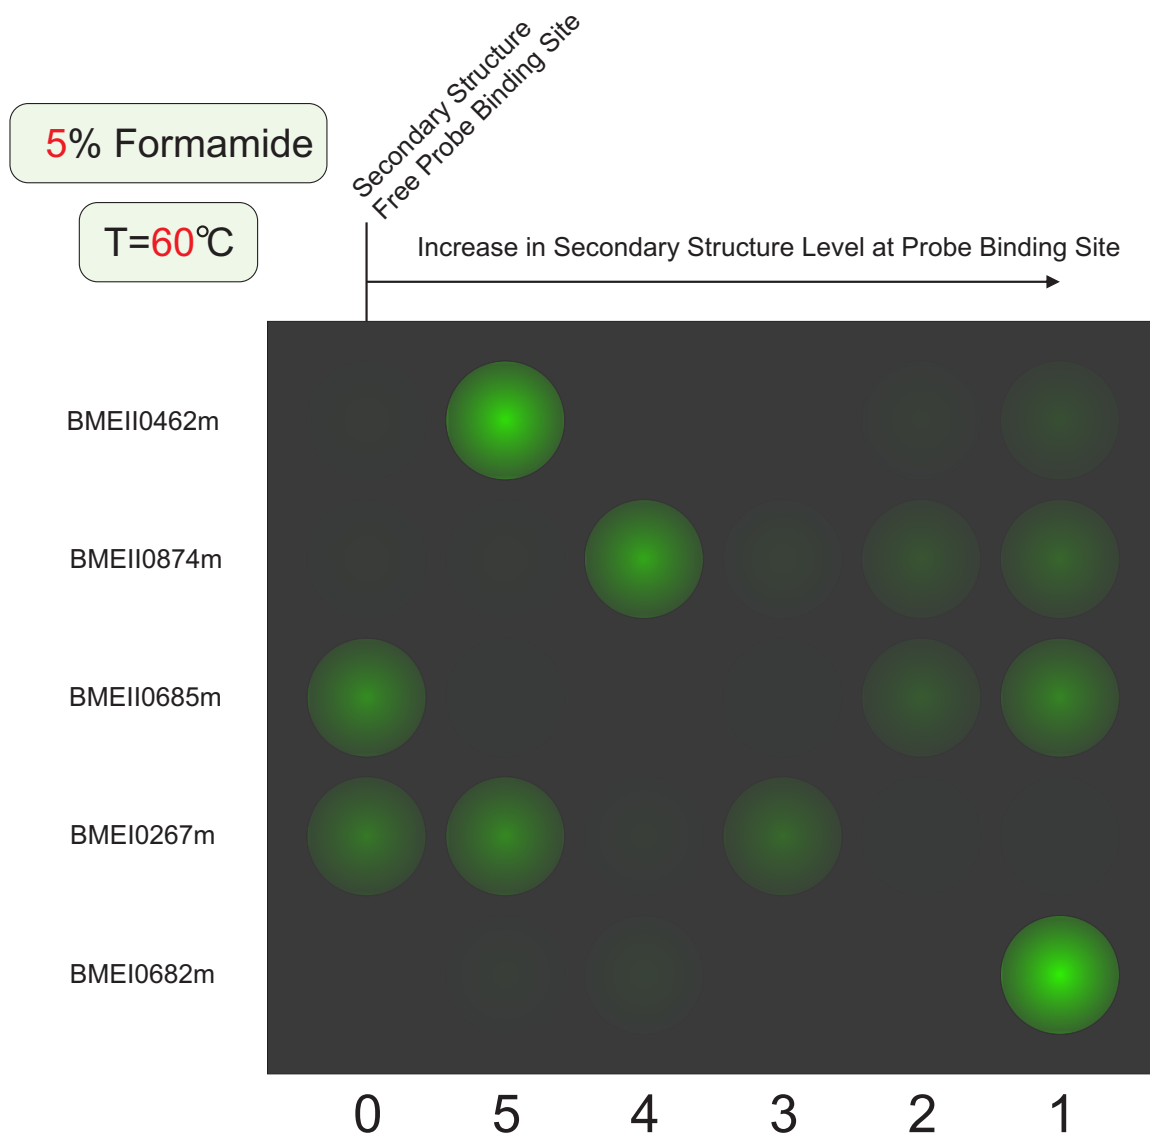 Secondary Structure
Free Probe Binding Site
5% Formamide
T=60℃
Increase in Secondary Structure Level at Probe Binding Site
BMEII0462m
BMEII0874m
BMEII0685m
BMEI0267m
BMEI0682m
0 5 4 3 2 1